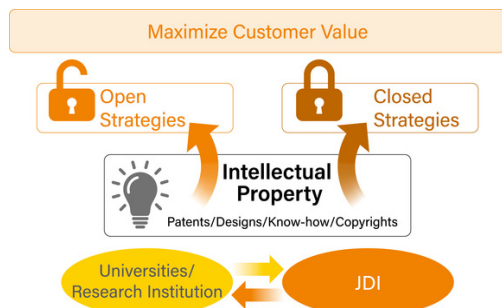 Maximize Customer Value
Open
Strategies
Closed
Strategies
Intellectual
Property
Patents/Designs/Know-how/Copyrights
Universities/
Research Institution
JDI